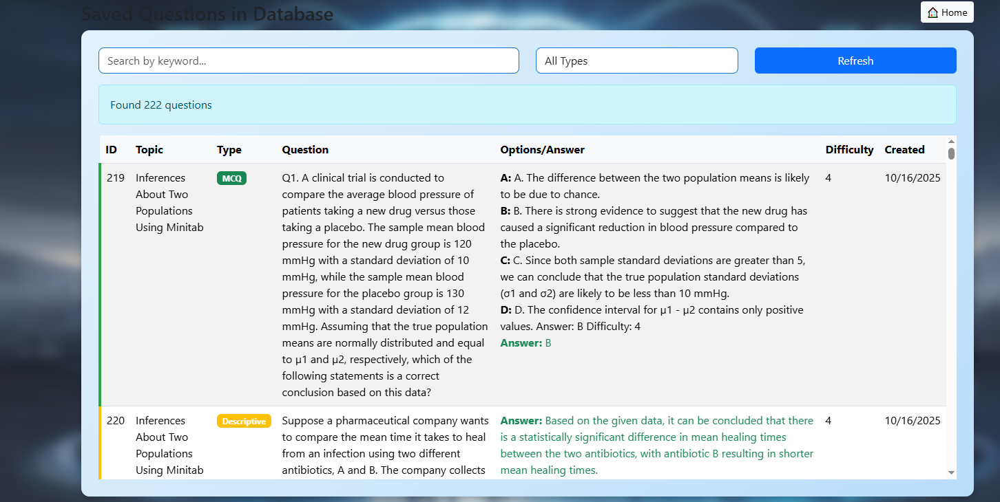 Saved Questions in Database
Home
Search by keyword...
All Types
Refresh
Found 222 questions
ID Topic Type Question Options/Answer Difficulty Created
219
Inferences
About Two
Populations
Using Minitab
MCQ
Q1. A clinical trial is conducted to
compare the average blood pressure of
patients taking a new drug versus those
taking a placebo. The sample mean blood
pressure for the new drug group is 120
mmHg with a standard deviation of 10
mmHg, while the sample mean blood
pressure for the placebo group is 130
mmHg with a standard deviation of 12
mmHg. Assuming that the true population
means are normally distributed and equal
to μ1 and μ2, respectively, which of the
following statements is a correct
conclusion based on this data?
A: A. The difference between the two population means is likely
to be due to chance.
B: B. There is strong evidence to suggest that the new drug has
caused a significant reduction in blood pressure compared to
the placebo.
C: C. Since both sample standard deviations are greater than 5,
we can conclude that the true population standard deviations
(σ1 and σ2) are likely to be less than 10 mmHg.
D: D. The confidence interval for μ1 - μ2 contains only positive
values. Answer: B Difficulty: 4
Answer: B
4
10/16/2025
220
Inferences
About Two
Populations
Using Minitab
Descriptive
Suppose a pharmaceutical company wants
to compare the mean time it takes to heal
from an infection using two different
antibiotics, A and B. The company collects
Answer: Based on the given data, it can be concluded that there
is a statistically significant difference in mean healing times
between the two antibiotics, with antibiotic B resulting in shorter
mean healing times.
4
10/16/2025